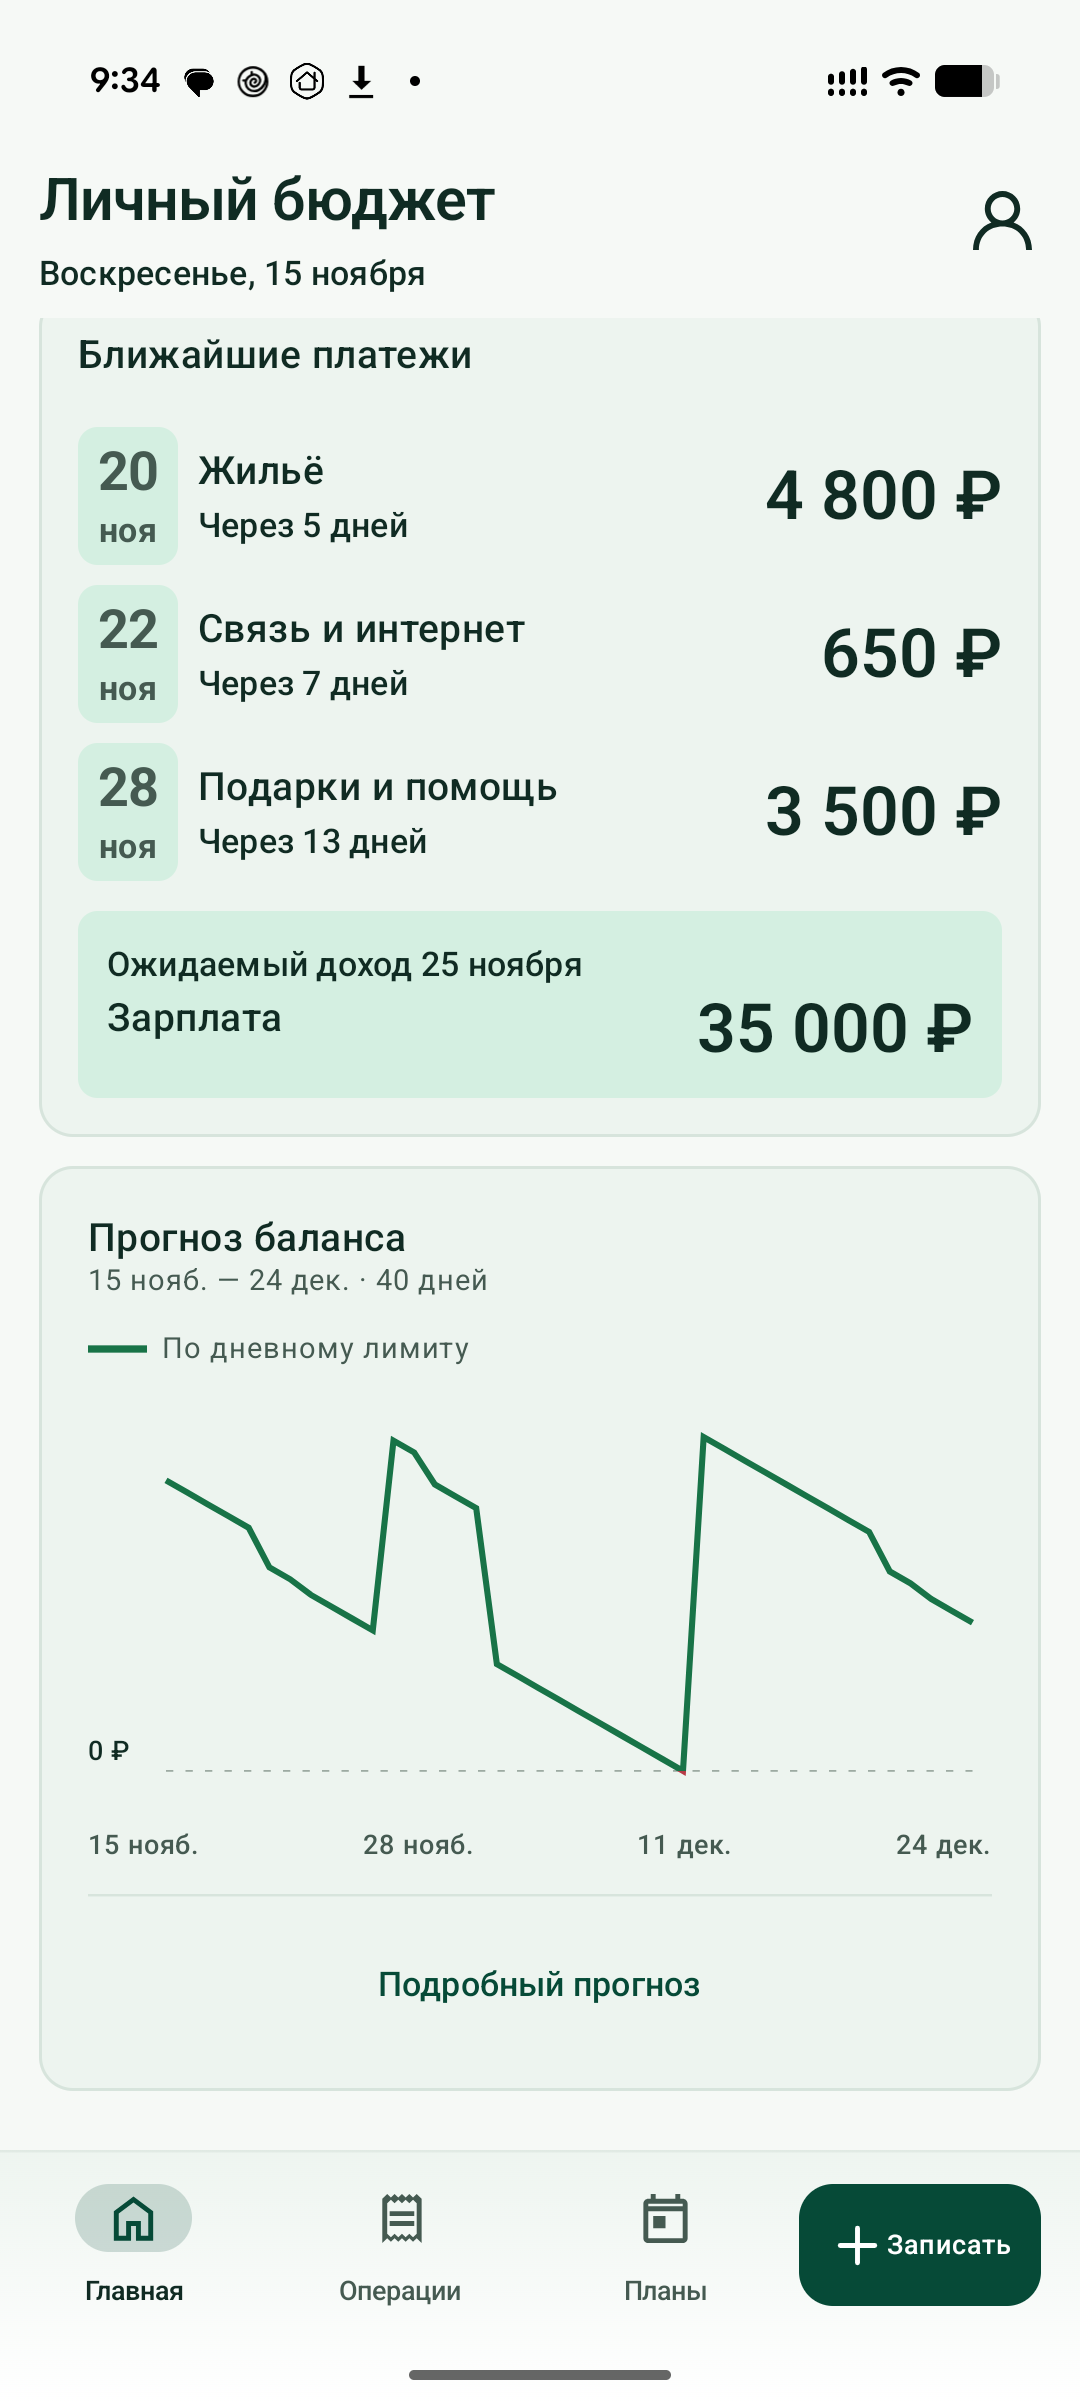 9:34
Личный бюджет
Воскресенье, 15 ноября
Ближайшие платежи
20 ноя
Жильё
Через 5 дней
4 800 ₽
22 ноя
Связь и интернет
Через 7 дней
650 ₽
28 ноя
Подарки и помощь
Через 13 дней
3 500 ₽
Ожидаемый доход 25 ноября
Зарплата
35 000 ₽
Прогноз баланса
15 нояб. — 24 дек. · 40 дней
По дневному лимиту
0 ₽
15 нояб.
28 нояб.
11 дек.
24 дек.
Подробный прогноз
Главная
Операции
Планы
Записать